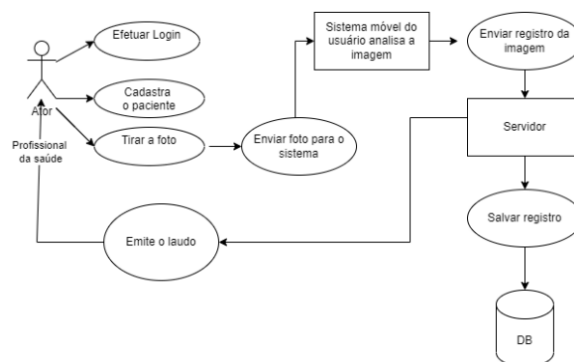 Efetuar Login
Sistema móvel do
usuário analisa a
imagem
Enviar registro da
imagem
Cadastra
o paciente
Ator
Servidor
Tirar a foto
Enviar foto para o
sistema
Profissional
da saúde
Salvar registro
Emite o laudo
DB